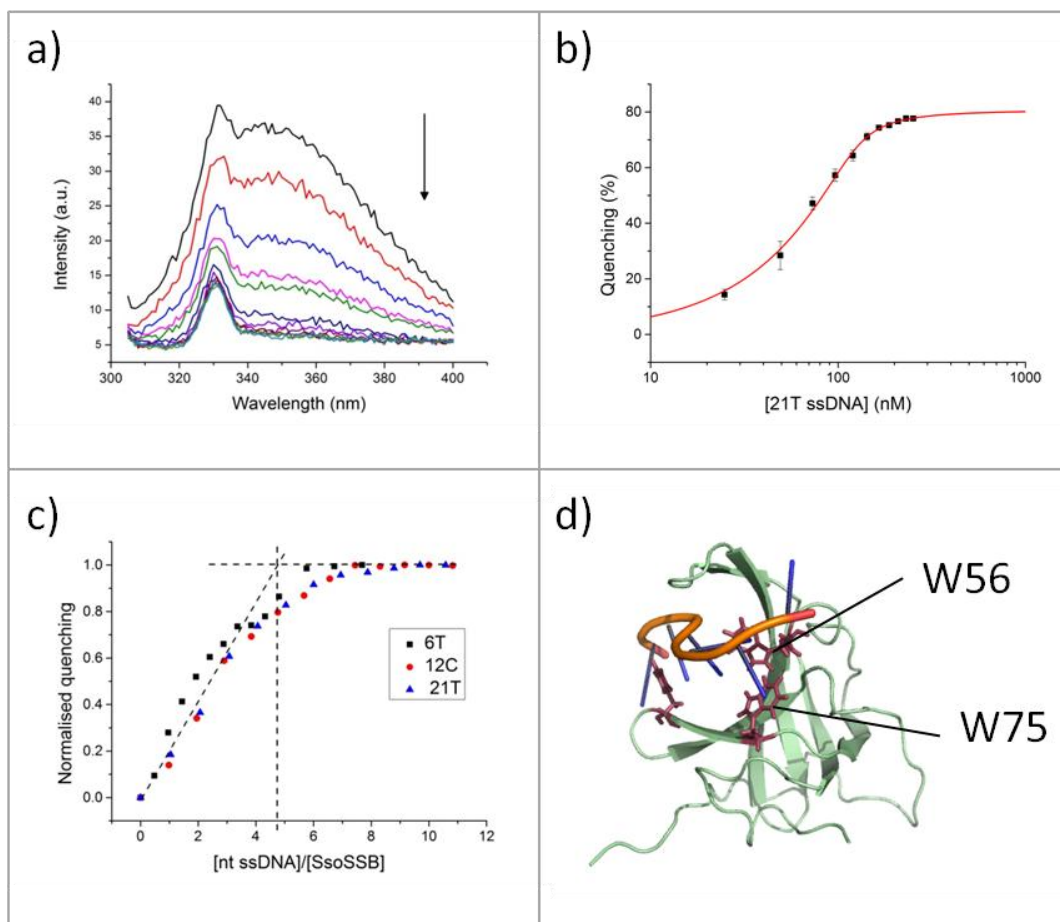 a)
40
35
30
25
20
15
10
5
Intensity (a.u.)
300 320 340 360 380 400
Wavelength (nm)
b)
80
60
40
20
0
Quenching (%)
10 100 1000
[21T ssDNA] (nM)
c)
1.0
0.8
0.6
0.4
0.2
0.0
Normalised quenching
6T
12C
21T
0 2 4 6 8 10 12
[nt ssDNA]/[SsoSSB]
d)
W56
W75